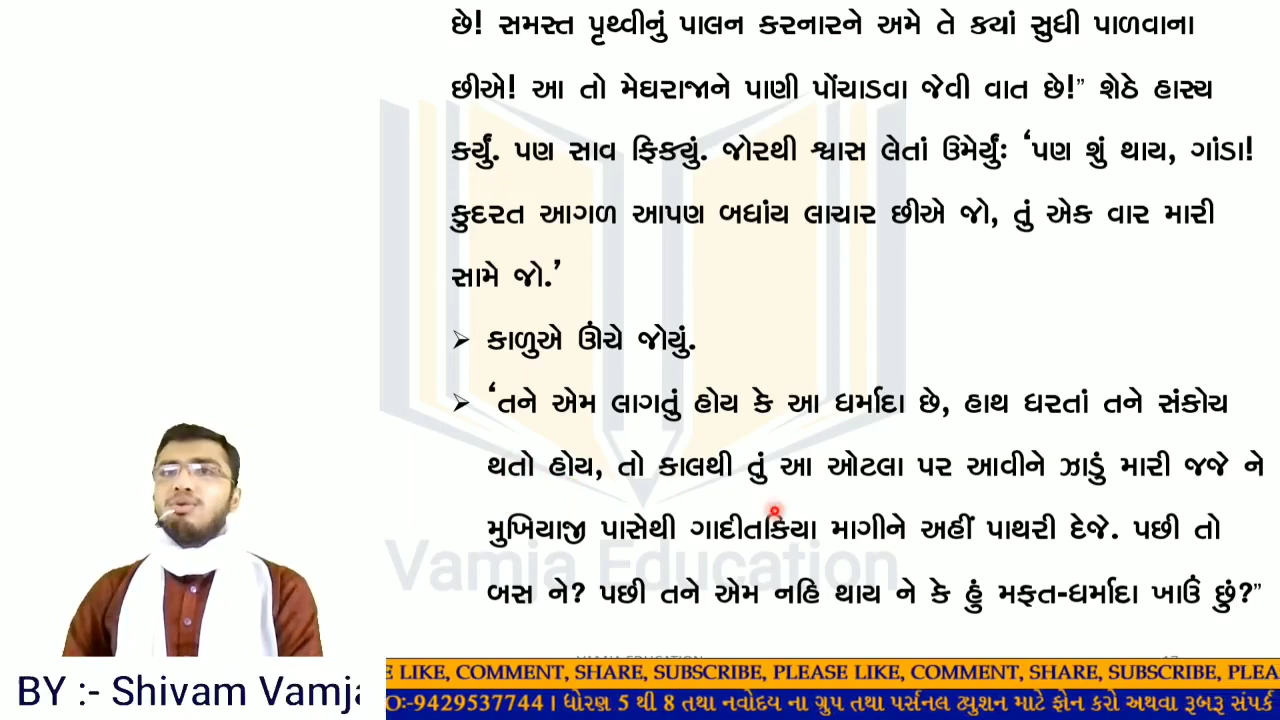 છે! સમસ્ત પૃથ્વીનું પાલન કરનારને અમે તે ક્યાં સુધી પાળવાના
છીએ! આ તો મેઘરાજાને પાણી પોંચાડવા જેવી વાત છે!” શેઠે હાસ્ય
કર્યું. પણ સાવ ફિક્યું. જોરથી શ્વાસ લેતાં ઉમેર્યુંઃ ‘પણ શું થાય, ગાંડા!
કુદરત આગળ આપણ બધાંય લાચાર છીએ જો, તું એક વાર મારી
સામે જો.’
➢ કાળુએ ઊંચે જોયું.
➢ ‘તને એમ લાગતું હોય કે આ ધર્માદા છે, હાથ ધરતાં તને સંકોચ
થતો હોય, તો કાલથી તું આ ઓટલા પર આવીને ઝાડું મારી જજે ને
મુખિયાજી પાસેથી ગાદીતકિયા માગીને અહીં પાથરી દેજે. પછી તો
બસ ને? પછી તને એમ નહિ થાય ને કે હું મફત-ધર્માદા ખાઉં છું?”
Vamja Education
BY :- Shivam Vamja
E LIKE, COMMENT, SHARE, SUBSCRIBE, PLEASE LIKE, COMMENT, SHARE, SUBSCRIBE, PLEA
O:-9429537744 | ધોરણ 5 થી 8 તથા નવોદય ના ગ્રુપ તથા પર્સનલ ટ્યુશન માટે ફોન કરો અથવા રૂબરૂ સંપર્ક